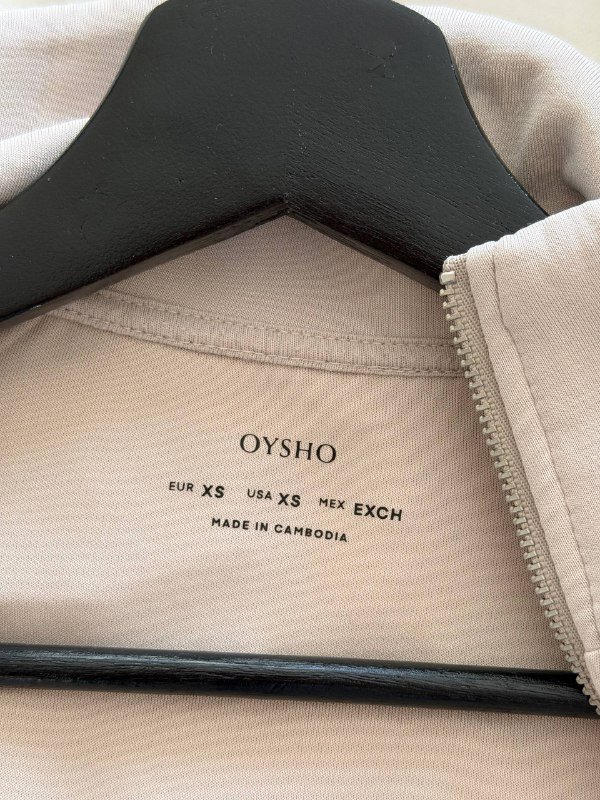 OYSHO
EUR XS USA XS MEX EXCH
MADE IN CAMBODIA